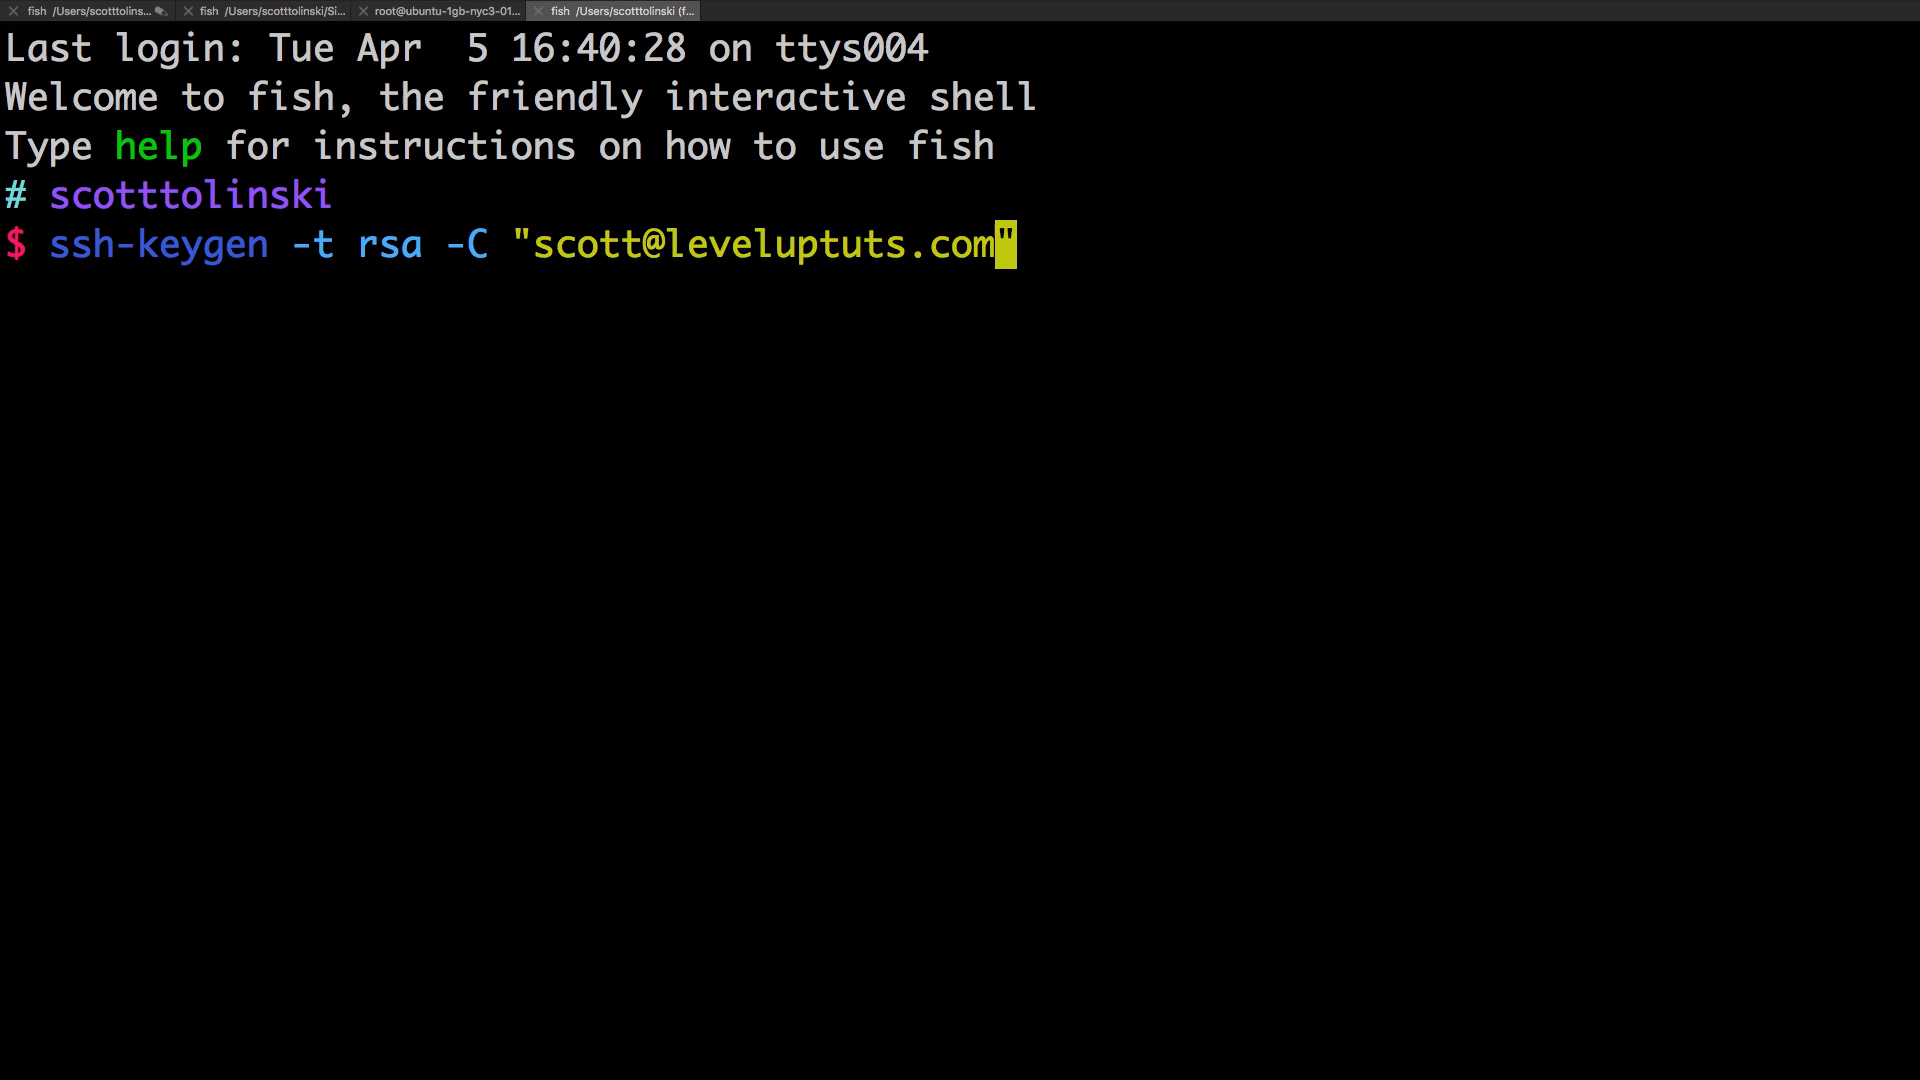 fish /Users/scotttolins... fish /Users/scotttolinski/Si... root@ubuntu-1gb-nyc3-01... fish /Users/scotttolinski (f...
Last login: Tue Apr  5 16:40:28 on ttys004
Welcome to fish, the friendly interactive shell
Type help for instructions on how to use fish
# scotttolinski
$ ssh-keygen -t rsa -C "scott@leveluptuts.com"